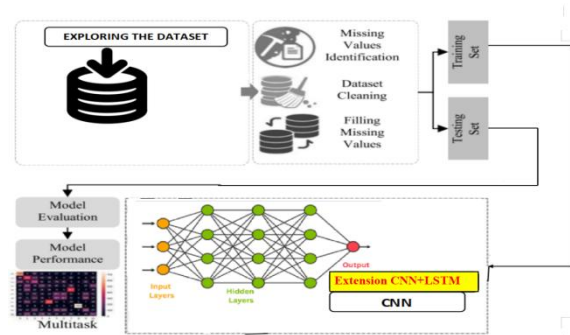 EXPLORING THE DATASET
Missing
Values
Identification
Dataset
Cleaning
Filling
Missing
Values
Training
Set
Testing
Set
Model
Evaluation
Model
Performance
Multitask
Input
Layers
Hidden
Layers
Output
Extension CNN+LSTM
CNN